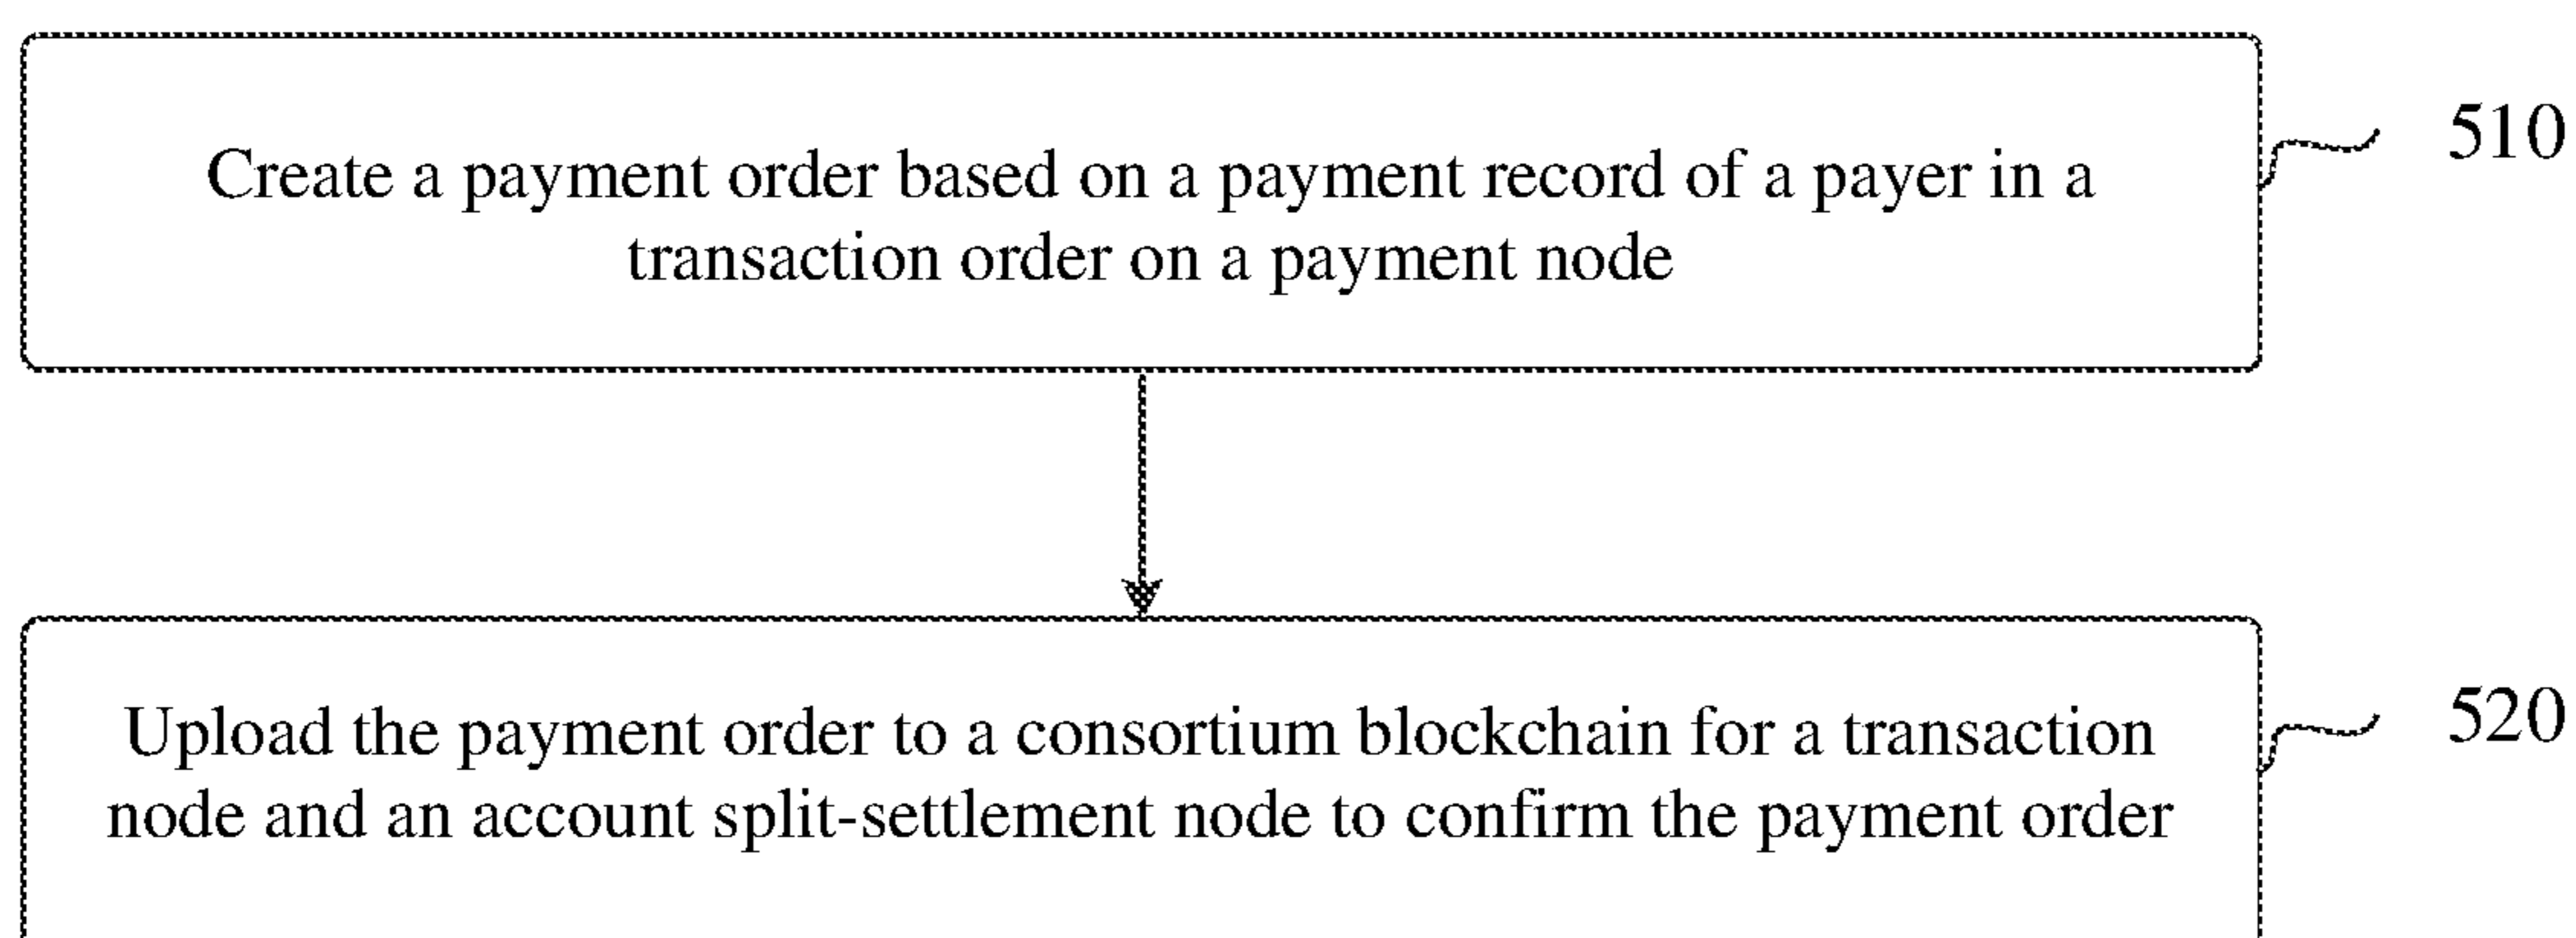 Create a payment order based on a payment record of a payer in a
transaction order on a payment node
510
Upload the payment order to a consortium blockchain for a transaction
node and an account split-settlement node to confirm the payment order
520